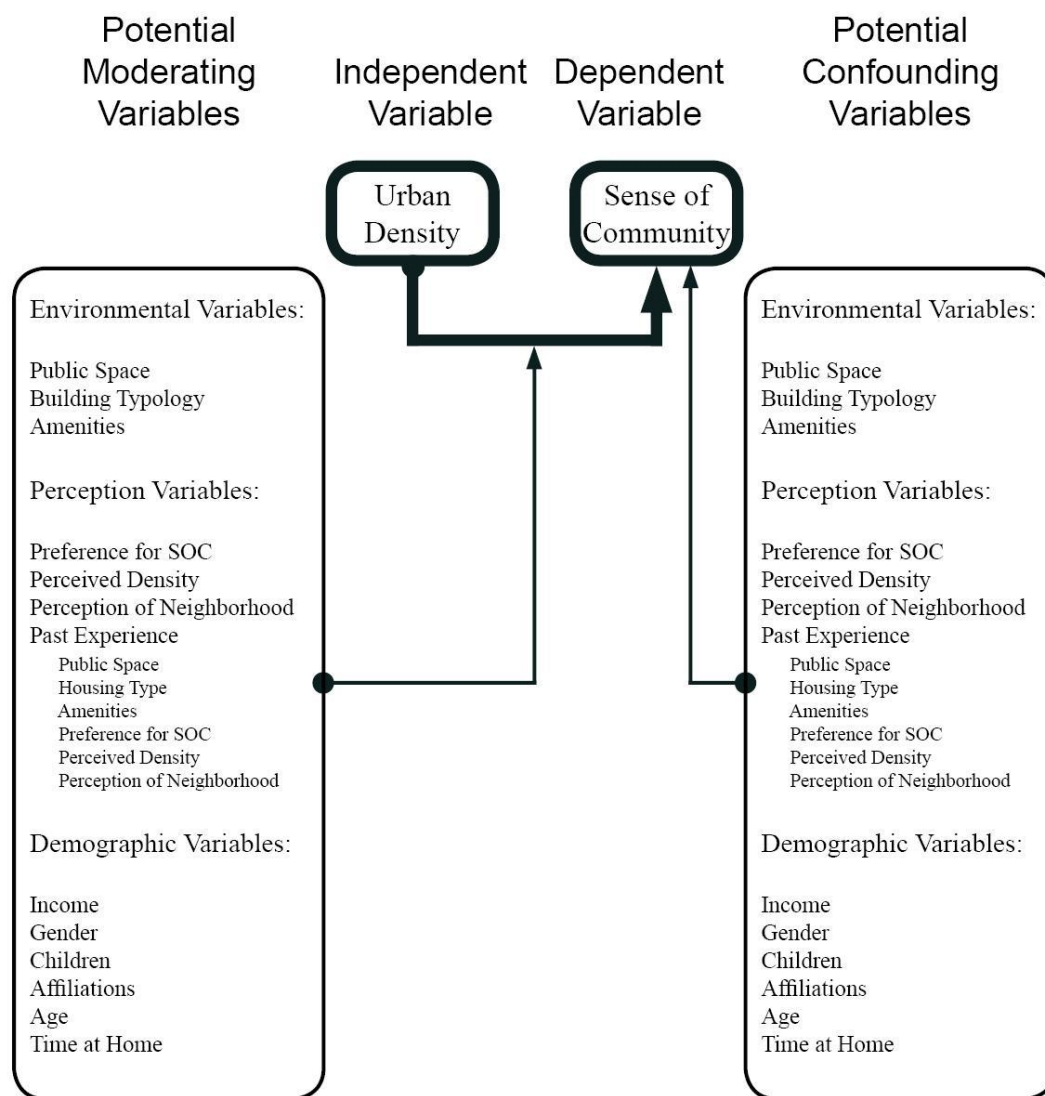 Potential
Moderating
Variables
Independent
Variable
Dependent
Variable
Potential
Confounding
Variables
Urban
Density
Sense of
Community
Environmental Variables:
Public Space
Building Typology
Amenities
Perception Variables:
Preference for SOC
Perceived Density
Perception of Neighborhood
Past Experience
Public Space
Housing Type
Amenities
Preference for SOC
Perceived Density
Perception of Neighborhood
Demographic Variables:
Income
Gender
Children
Affiliations
Age
Time at Home
Environmental Variables:
Public Space
Building Typology
Amenities
Perception Variables:
Preference for SOC
Perceived Density
Perception of Neighborhood
Past Experience
Public Space
Housing Type
Amenities
Preference for SOC
Perceived Density
Perception of Neighborhood
Demographic Variables:
Income
Gender
Children
Affiliations
Age
Time at Home